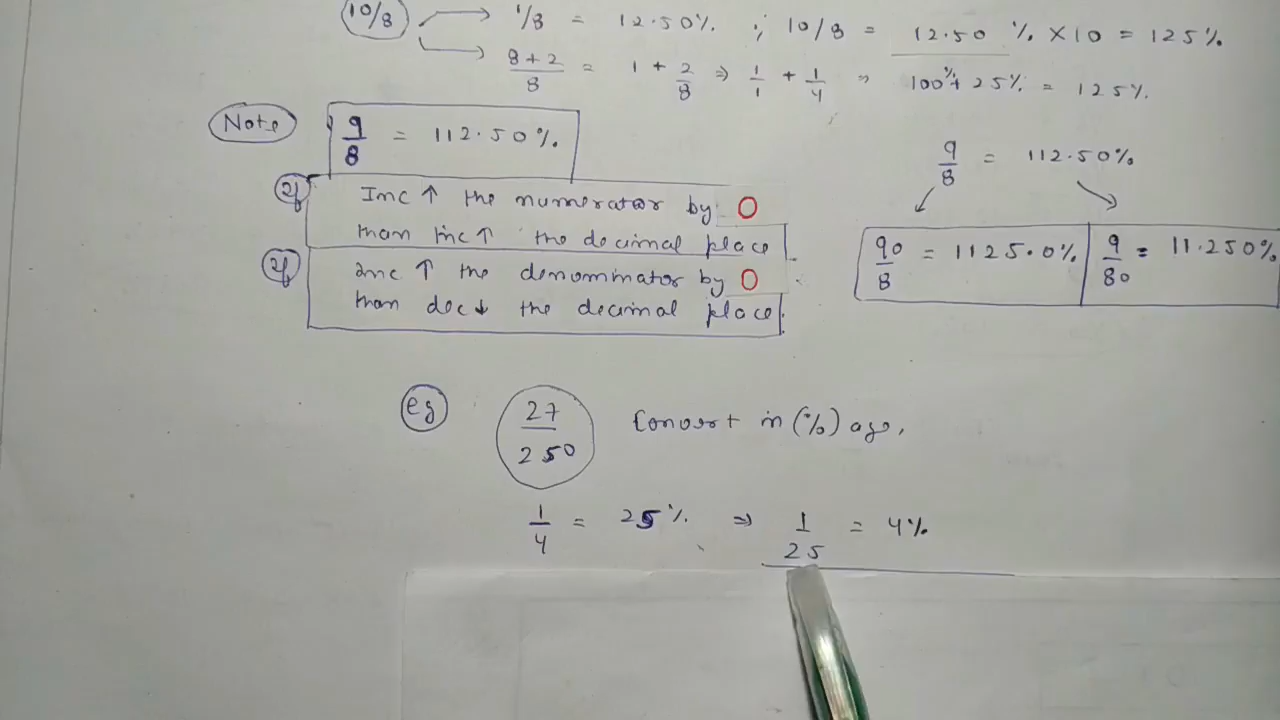 10/8 → 1/8 = 12.50% ; 10/8 = 12.50 % × 10 = 125%
→ 8+2/8 = 1 + 2/8 ⇒ 1/1 + 1/4 = 100% + 25% = 125%.
Note 9/8 = 112.50%.
If Inc ↑ the numerator by 0
than inc ↑ the decimal place
If Inc ↑ the denominator by 0
than dec ↓ the decimal place.
9/8 = 112.50%
90/8 = 1125.0%
9/80 = 11.250%
eg 27/250 Convert in (%) age,
1/4 = 25% ⇒ 1/25 = 4%